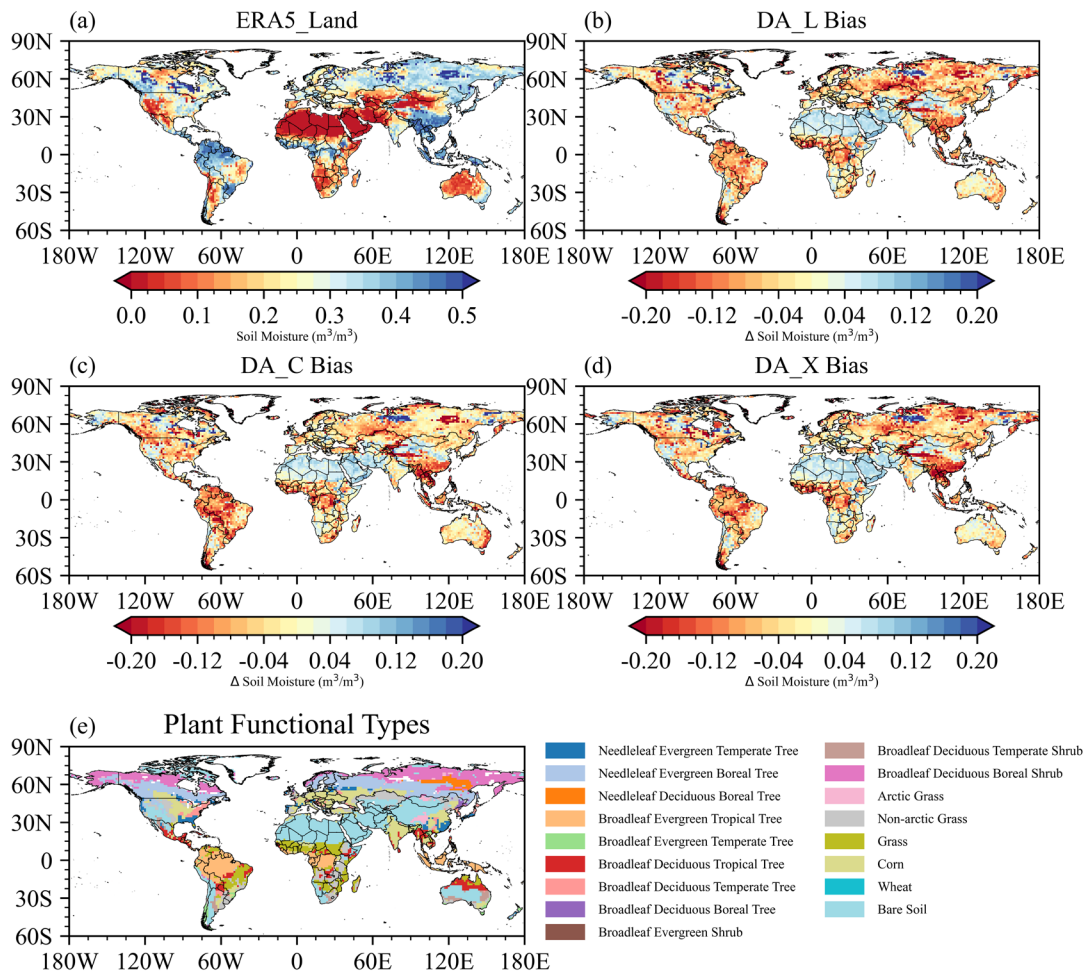 (a) ERA5_Land
90N
60N
30N
0
30S
60S
180W 120W 60W 0 60E 120E 180E
0.0 0.1 0.2 0.3 0.4 0.5
Soil Moisture (m³/m³)
(b) DA_L Bias
90N
60N
30N
0
30S
60S
180W 120W 60W 0 60E 120E 180E
-0.20 -0.12 -0.04 0.04 0.12 0.20
Δ Soil Moisture (m³/m³)
(c) DA_C Bias
90N
60N
30N
0
30S
60S
180W 120W 60W 0 60E 120E 180E
-0.20 -0.12 -0.04 0.04 0.12 0.20
Δ Soil Moisture (m³/m³)
(d) DA_X Bias
90N
60N
30N
0
30S
60S
180W 120W 60W 0 60E 120E 180E
-0.20 -0.12 -0.04 0.04 0.12 0.20
Δ Soil Moisture (m³/m³)
(e) Plant Functional Types
90N
60N
30N
0
30S
60S
180W 120W 60W 0 60E 120E 180E
Needleleaf Evergreen Temperate Tree
Needleleaf Evergreen Boreal Tree
Needleleaf Deciduous Boreal Tree
Broadleaf Evergreen Tropical Tree
Broadleaf Evergreen Temperate Tree
Broadleaf Deciduous Tropical Tree
Broadleaf Deciduous Temperate Tree
Broadleaf Deciduous Boreal Tree
Broadleaf Evergreen Shrub
Broadleaf Deciduous Temperate Shrub
Broadleaf Deciduous Boreal Shrub
Arctic Grass
Non-arctic Grass
Grass
Corn
Wheat
Bare Soil